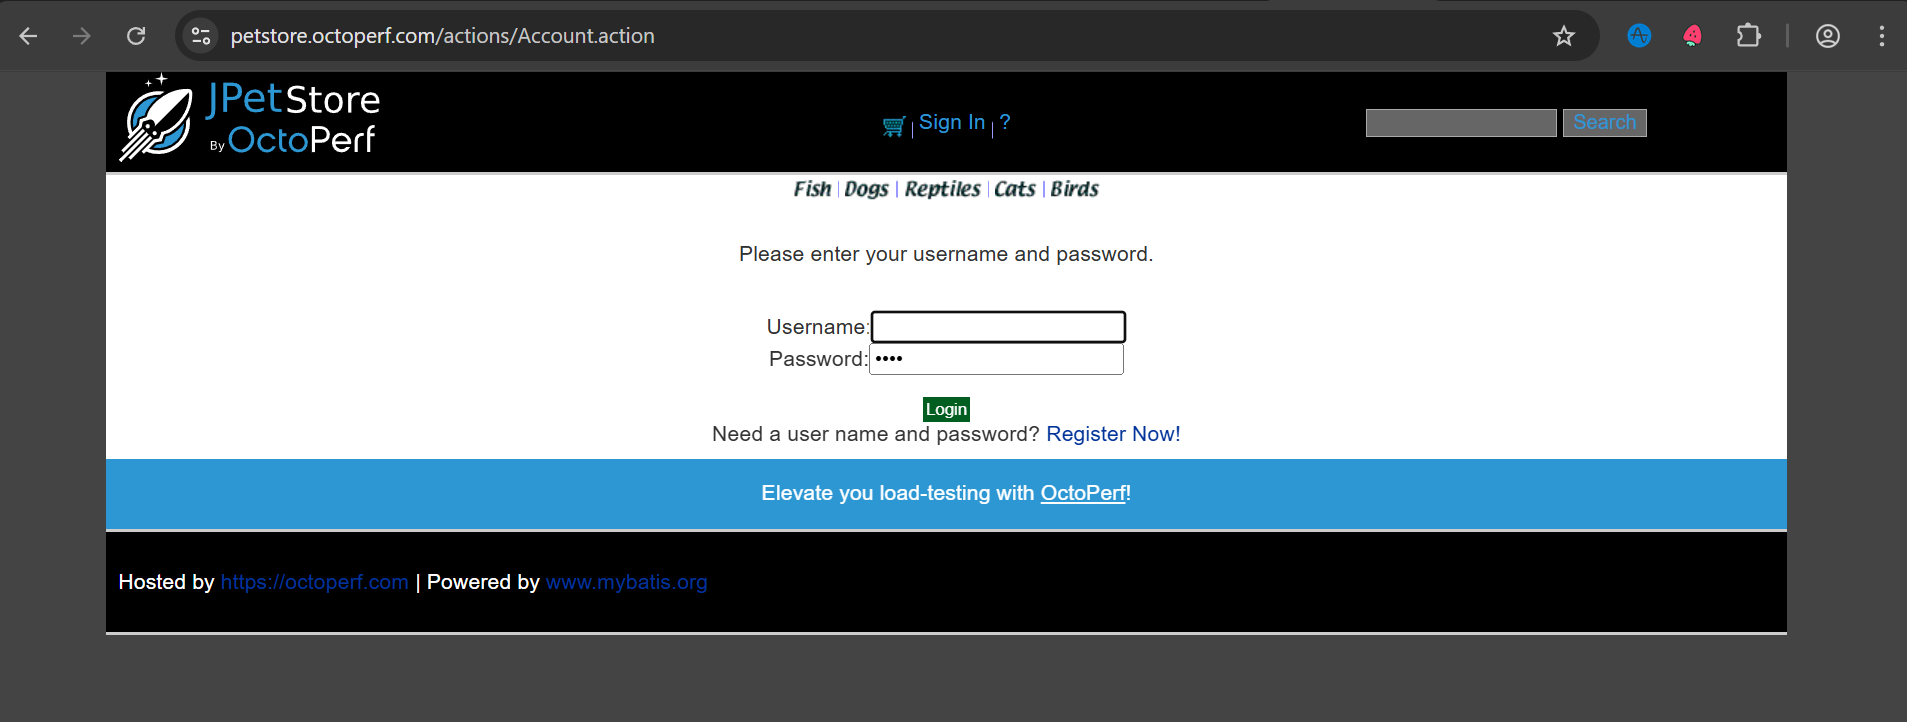 petstore.octoperf.com/actions/Account.action
JPetStore
By OctoPerf
Sign In | ?
Search
Fish | Dogs | Reptiles | Cats | Birds
Please enter your username and password.
Username:
Password: ••••
Login
Need a user name and password? Register Now!
Elevate you load-testing with OctoPerf!
Hosted by https://octoperf.com | Powered by www.mybatis.org